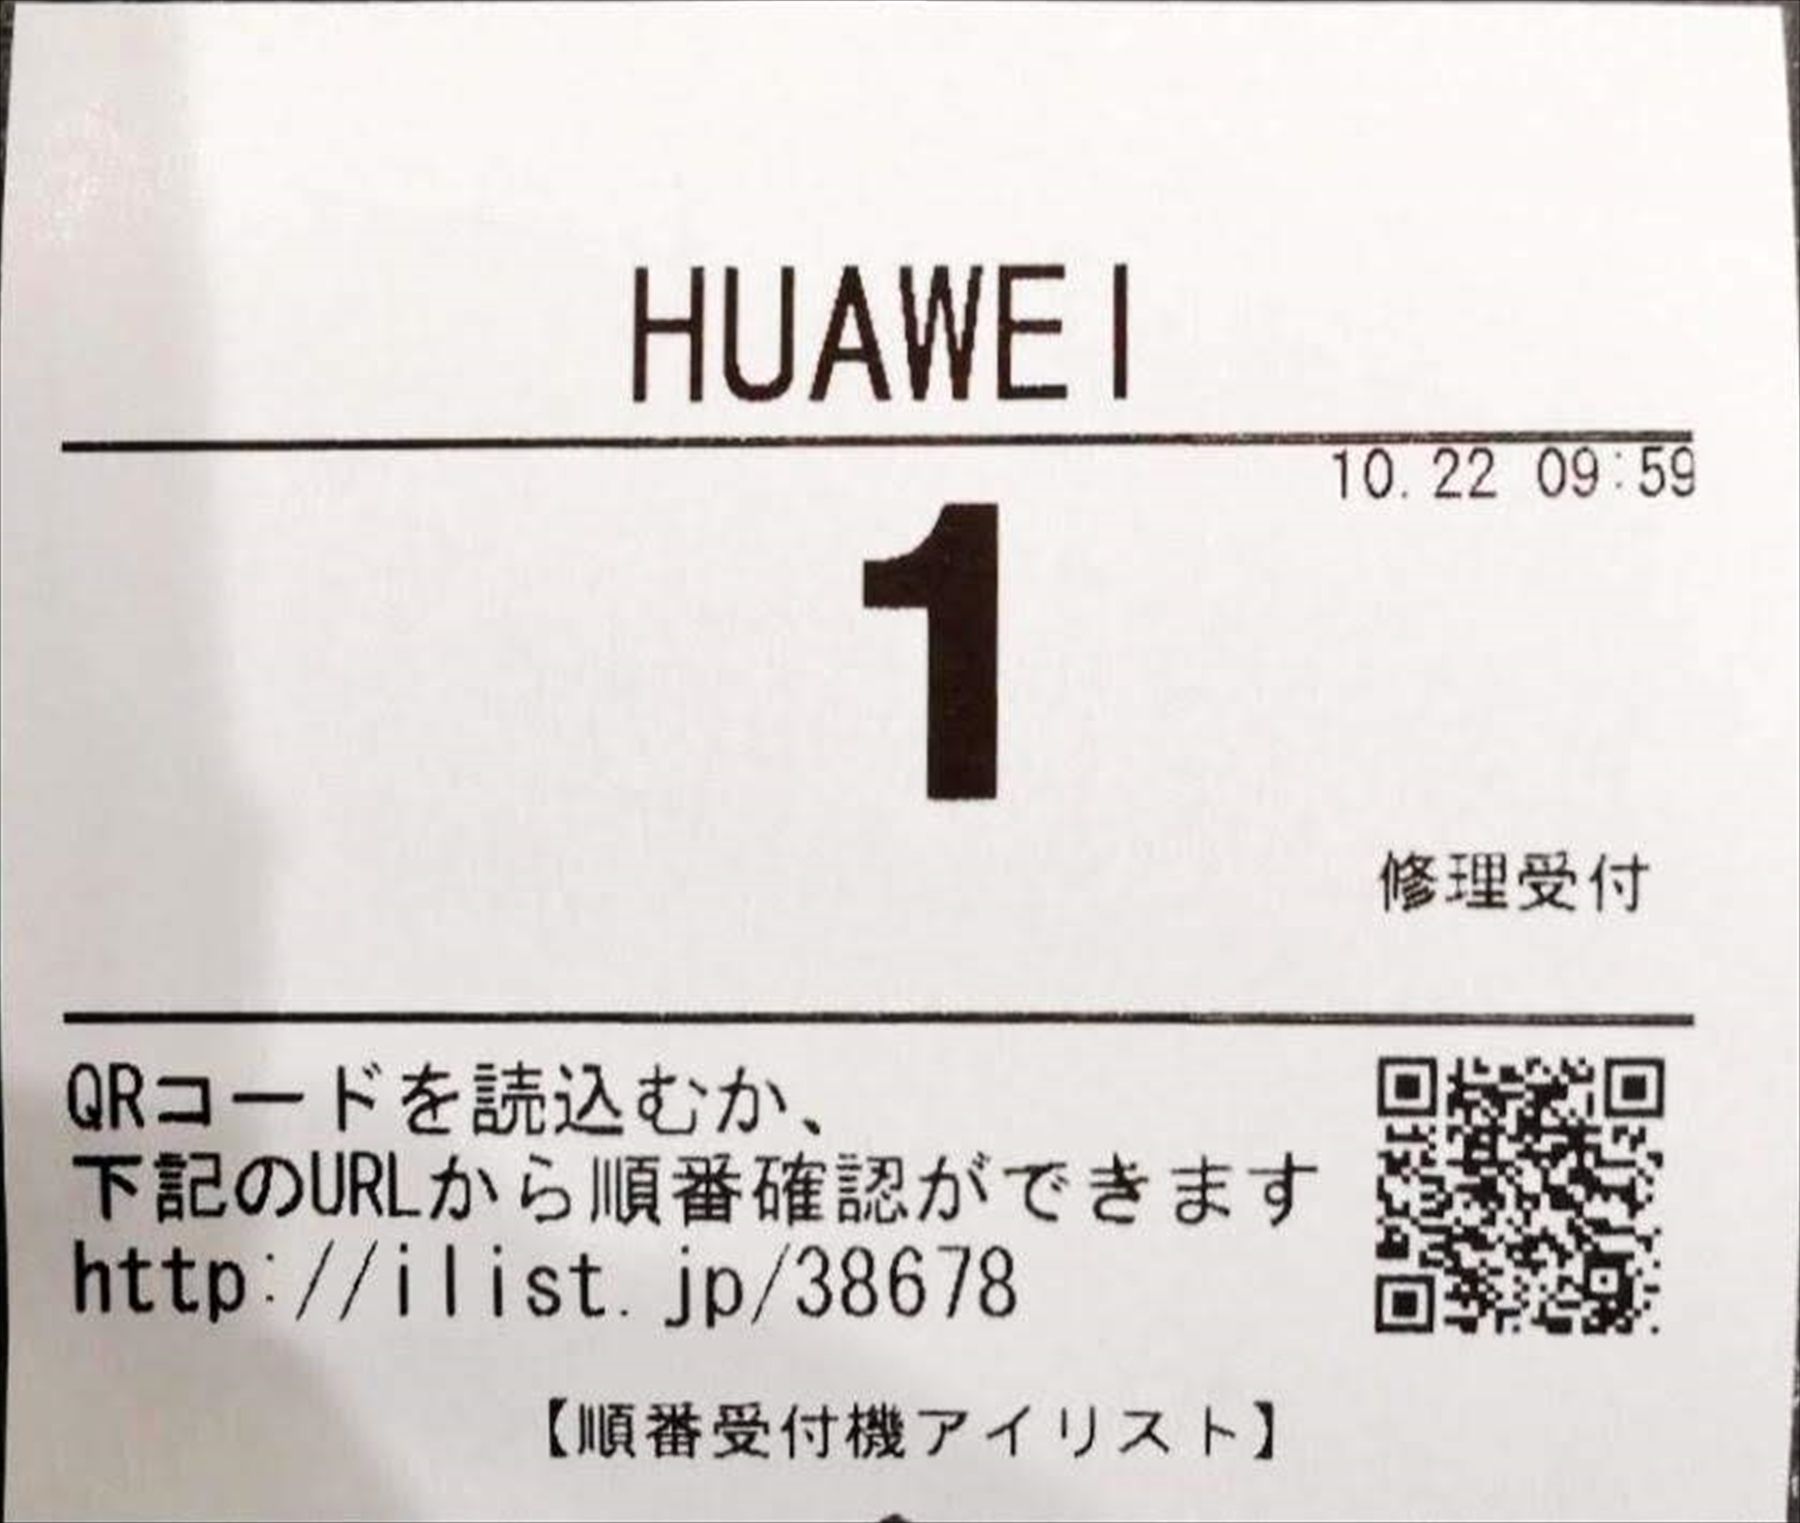 HUAWEI
10.22 09:59
1
修理受付
QRコードを読込むか、
下記のURLから順番確認ができます
http://ilist.jp/38678
【順番受付機アイリスト】